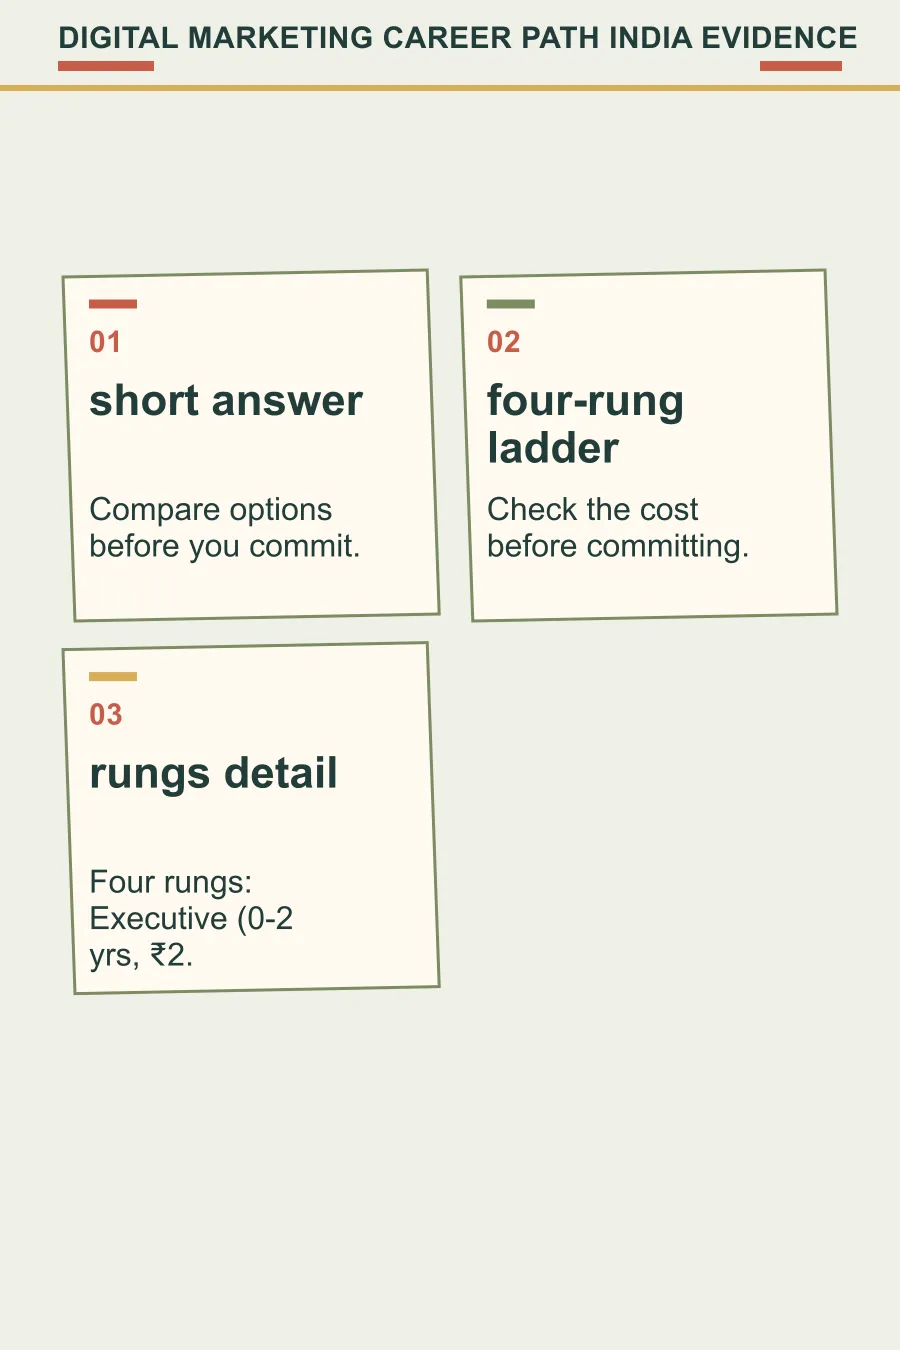 DIGITAL MARKETING CAREER PATH INDIA EVIDENCE
01
short answer
Compare options
before you commit.
02
four-rung
ladder
Check the cost
before committing.
03
rungs detail
Four rungs:
Executive (0-2
yrs, ₹2.